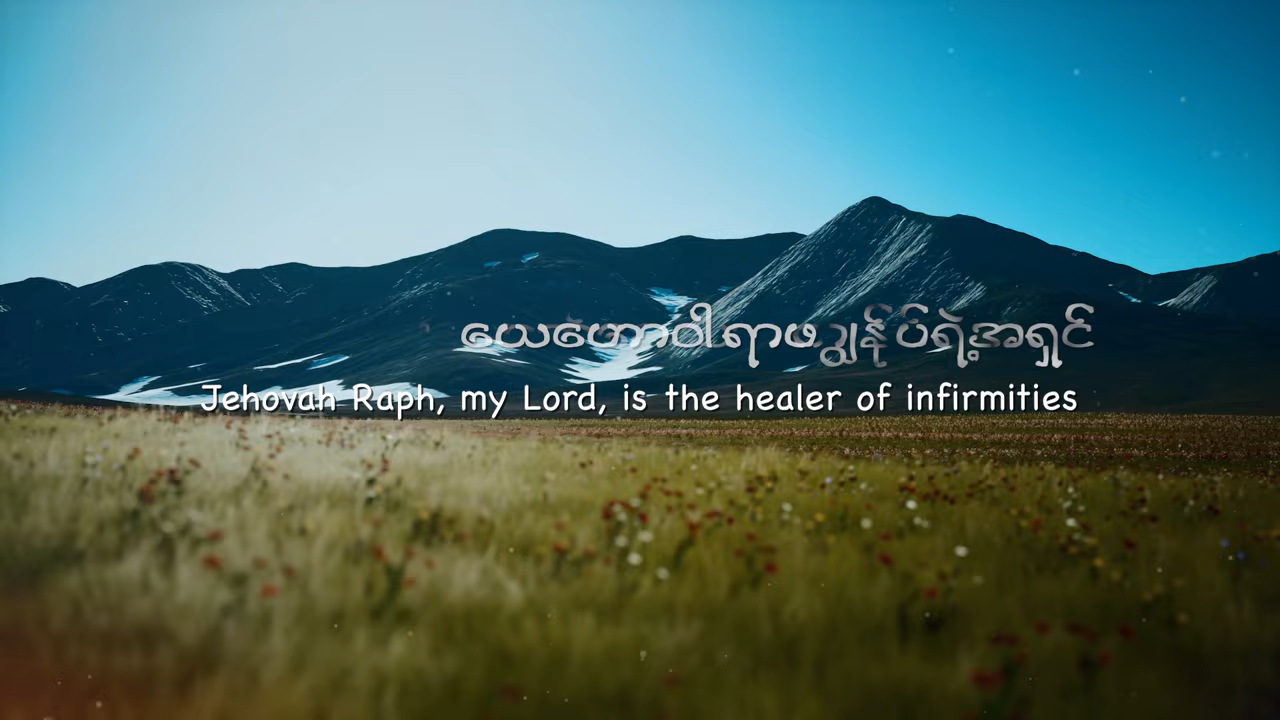 ယေဟောဝါရာဖကျွန်ုပ်ရဲ့အရှင်
Jehovah Raph, my Lord, is the healer of infirmities